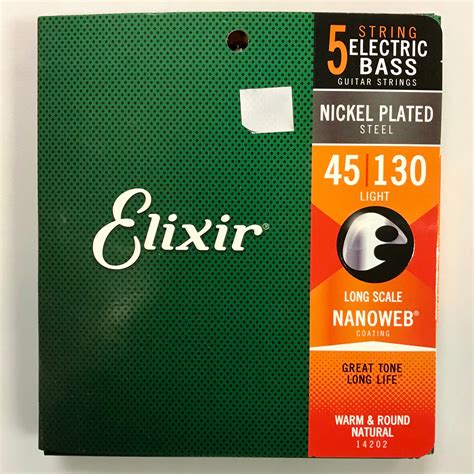 5 STRING
ELECTRIC
BASS
GUITAR STRINGS
NICKEL PLATED
STEEL
45|130
LIGHT
Elixir®
LONG SCALE
NANOWEB®
COATING
GREAT TONE
LONG LIFE™
WARM & ROUND
NATURAL
14202